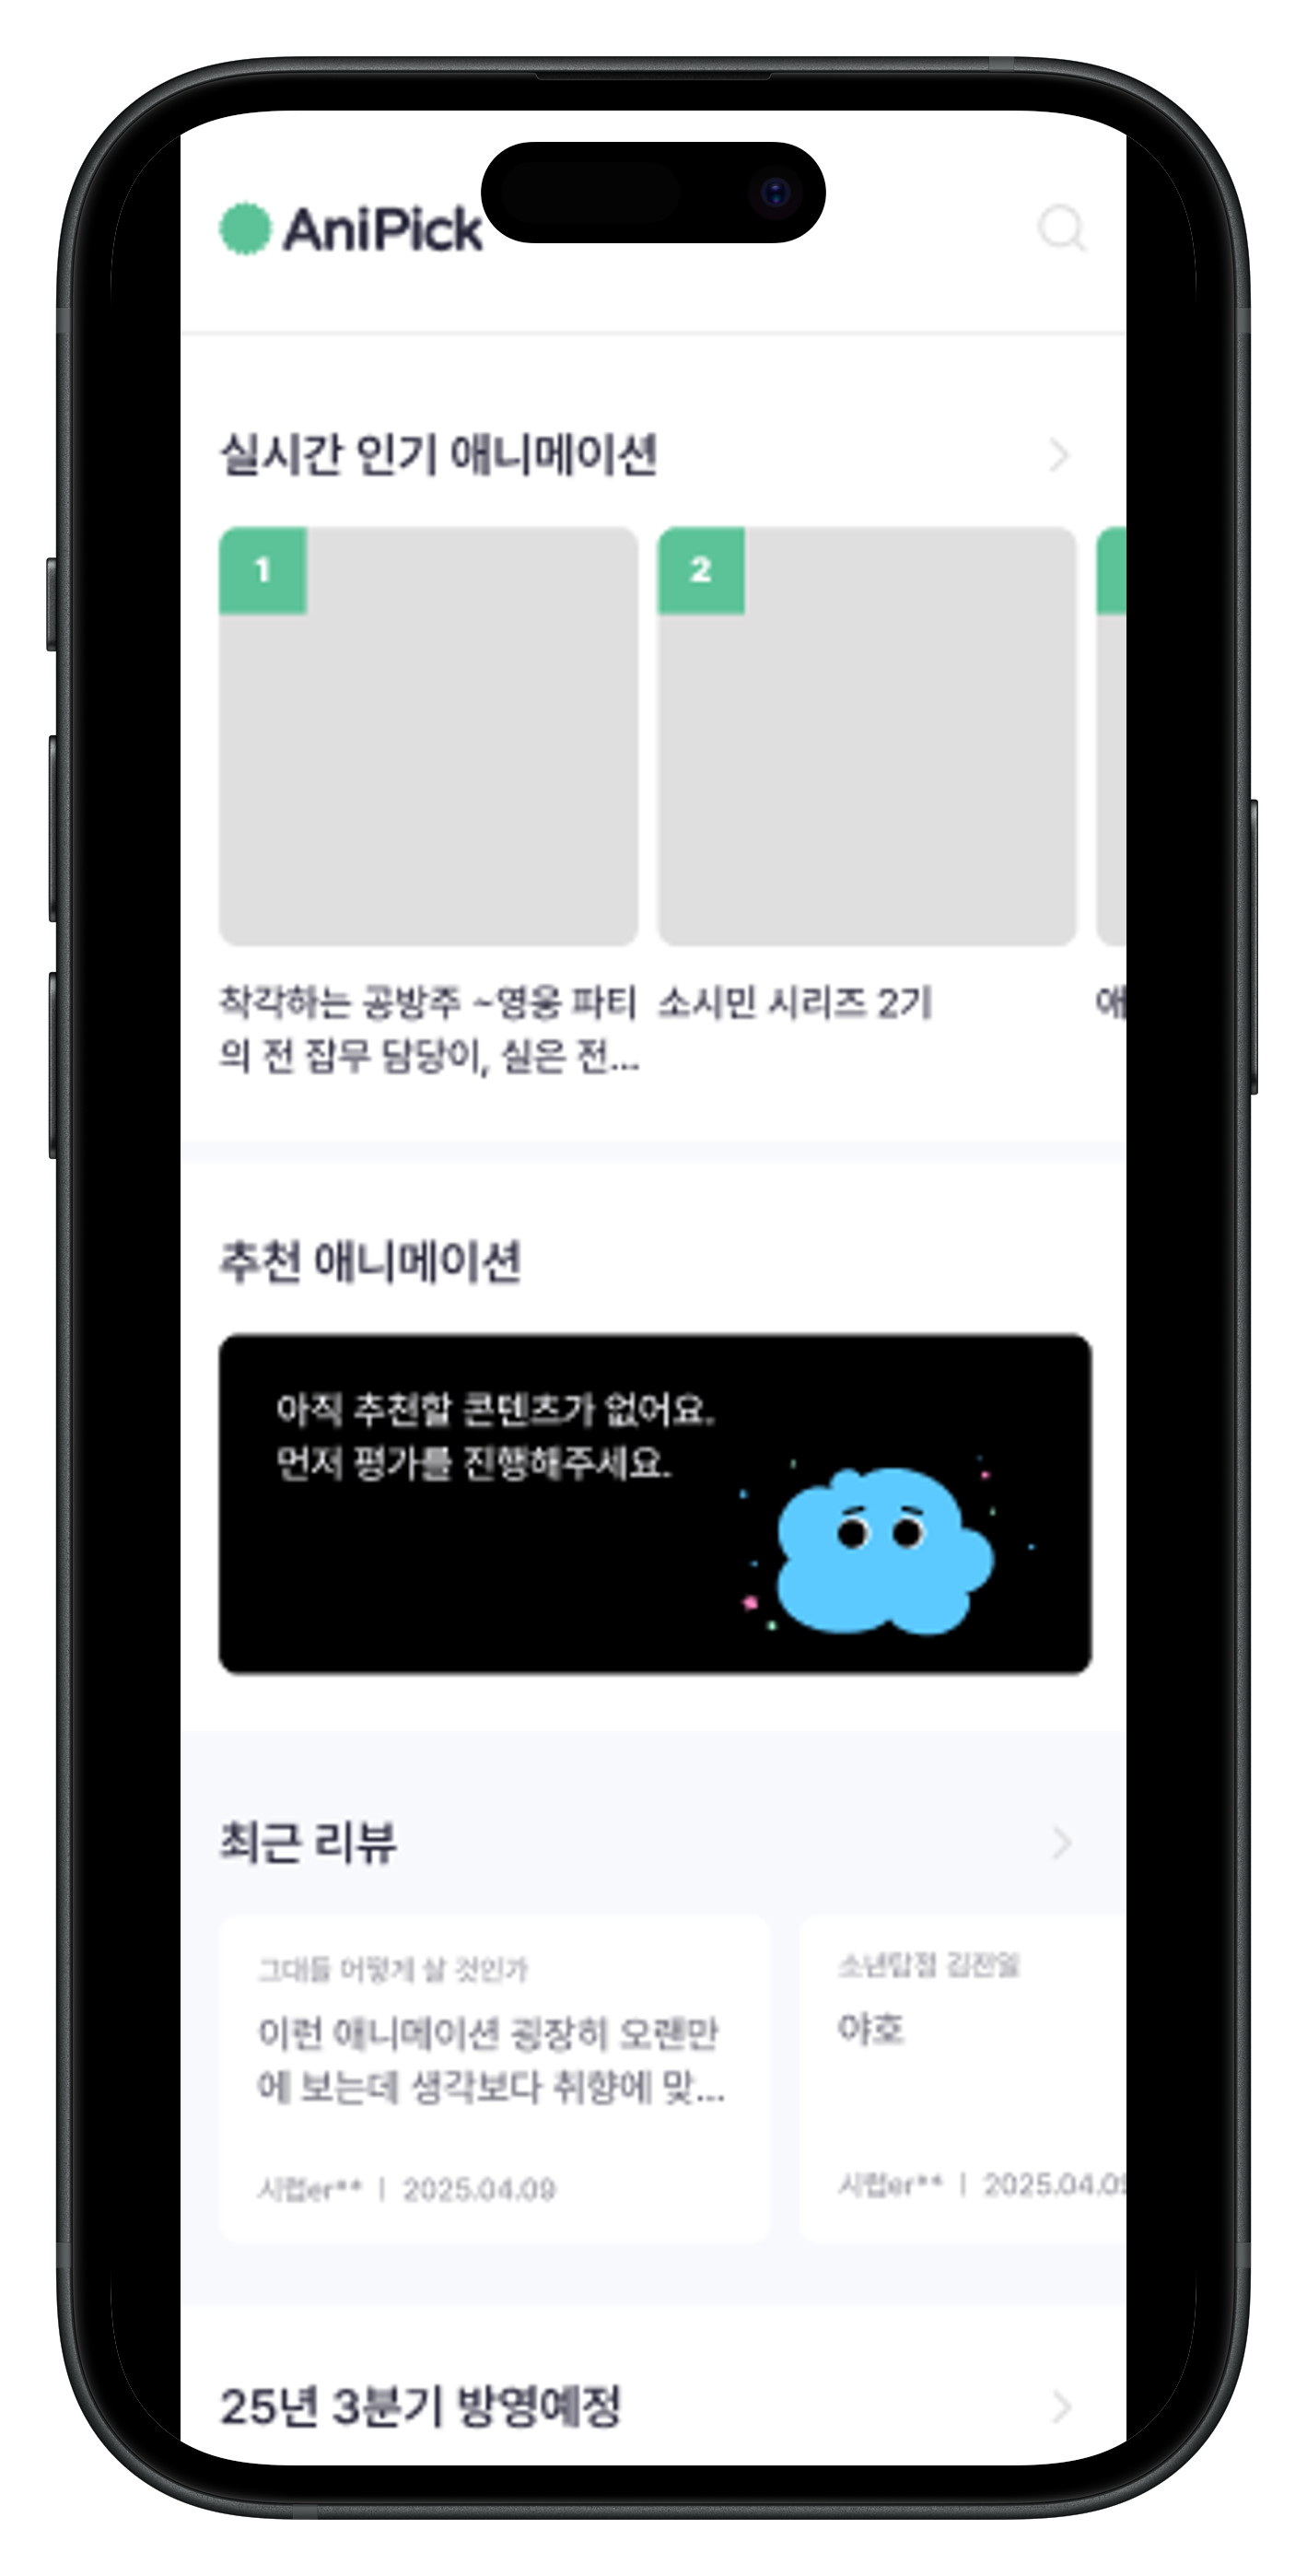 AniPick
실시간 인기 애니메이션
1
2
착각하는 공방주 ~영웅 파티
의 전 잡무 담당이, 실은 전...
소시민 시리즈 2기
애
추천 애니메이션
아직 추천할 콘텐츠가 없어요.
먼저 평가를 진행해주세요.
최근 리뷰
그대들 어떻게 살 것인가
이런 애니메이션 굉장히 오랜만
에 보는데 생각보다 취향에 맞...
시럽er** | 2025.04.09
소년탐정 김전일
야호
시럽er** | 2025.04.09
25년 3분기 방영예정